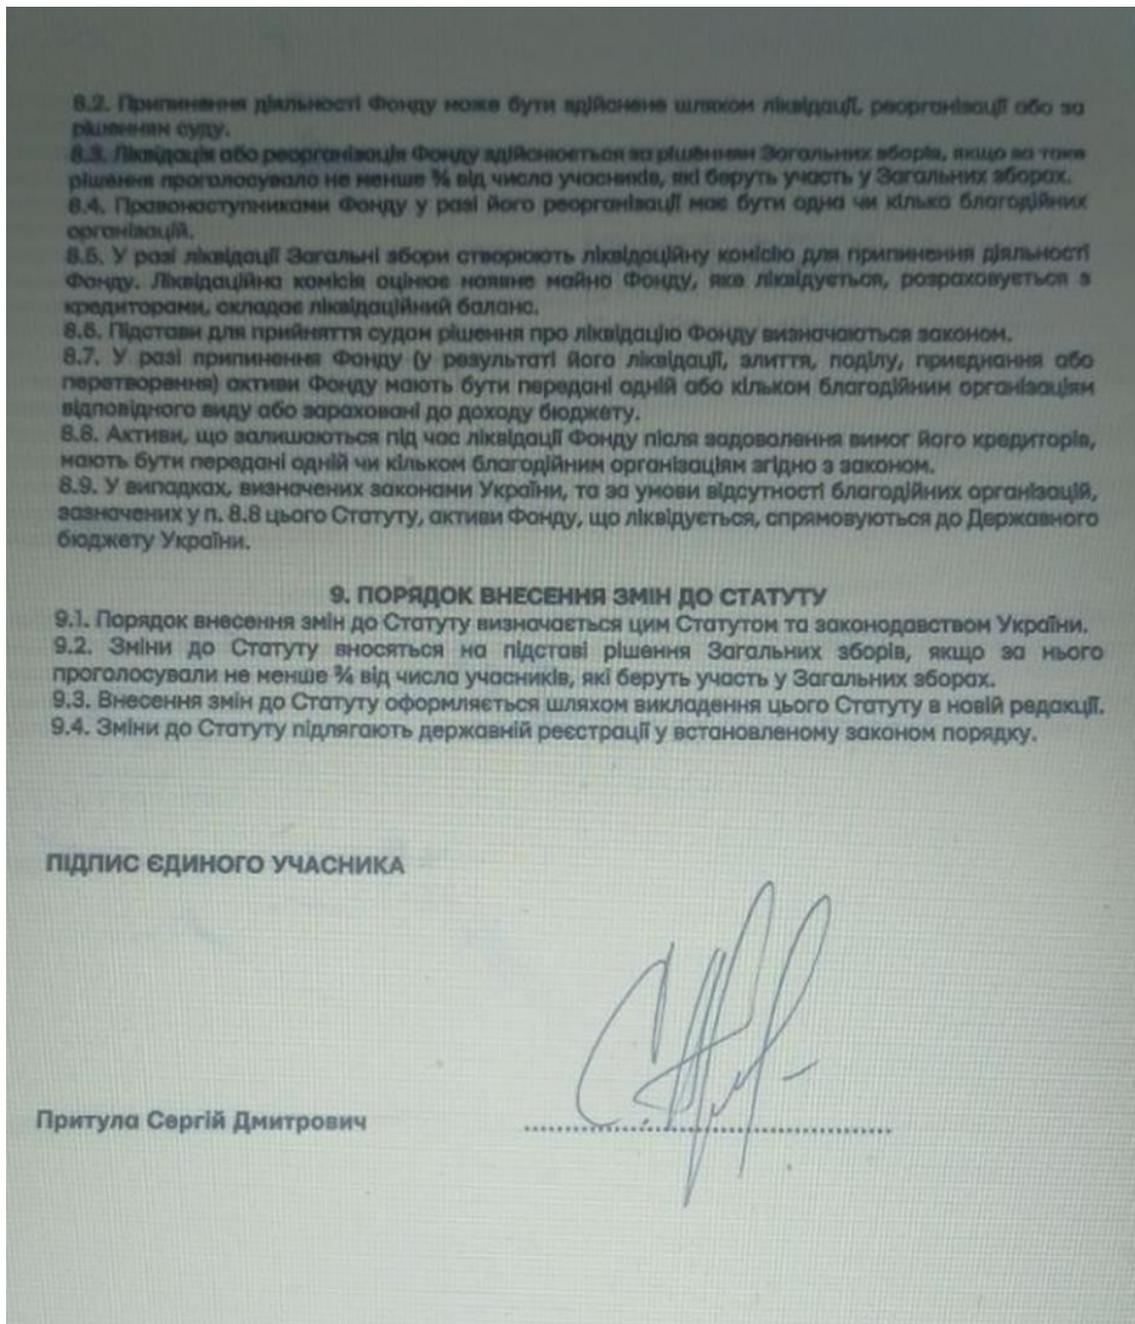 8.2. Припинення діяльності Фонду може бути здійснене шляхом ліквідації, реорганізації або за
рішенням суду.
8.3. Ліквідація або реорганізація Фонду здійснюється за рішенням Загальних зборів, якщо за таке
рішення проголосувало не менше ¾ від числа учасників, які беруть участь у Загальних зборах.
8.4. Правонаступниками Фонду у разі його реорганізації має бути одна чи кілька благодійних
організацій.
8.5. У разі ліквідації Загальні збори створюють ліквідаційну комісію для припинення діяльності
Фонду. Ліквідаційна комісія оцінює наявне майно Фонду, яке ліквідується, розраховується з
кредиторами, складає ліквідаційний баланс.
8.6. Підстави для прийняття судом рішення про ліквідацію Фонду визначаються законом.
8.7. У разі припинення Фонду (у результаті його ліквідації, злиття, поділу, приєднання або
перетворення) активи Фонду мають бути передані одній або кільком благодійним організаціям
відповідного виду або зараховані до доходу бюджету.
8.8. Активи, що залишаються під час ліквідації Фонду після задоволення вимог його кредиторів,
мають бути передані одній чи кільком благодійним організаціям згідно з законом.
8.9. У випадках, визначених законами України, та за умови відсутності благодійних організацій,
зазначених у п. 8.8 цього Статуту, активи Фонду, що ліквідується, спрямовуються до Державного
бюджету України.
9. ПОРЯДОК ВНЕСЕННЯ ЗМІН ДО СТАТУТУ
9.1. Порядок внесення змін до Статуту визначається цим Статутом та законодавством України.
9.2. Зміни до Статуту вносяться на підставі рішення Загальних зборів, якщо за нього
проголосували не менше ¾ від числа учасників, які беруть участь у Загальних зборах.
9.3. Внесення змін до Статуту оформляється шляхом викладення цього Статуту в новій редакції.
9.4. Зміни до Статуту підлягають державній реєстрації у встановленому законом порядку.
ПІДПИС ЄДИНОГО УЧАСНИКА
Притула Сергій Дмитрович